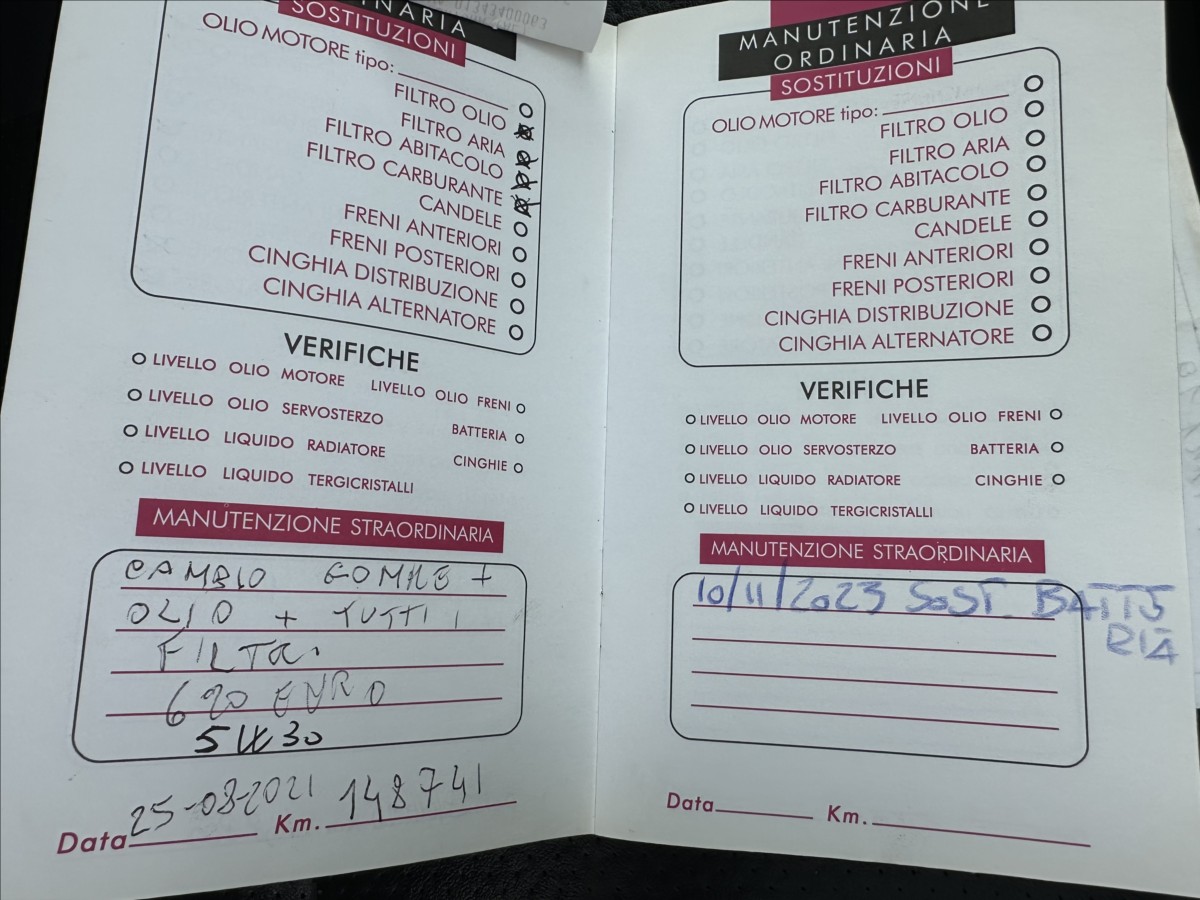 01343400063
NARIA
SOSTITUZIONI
OLIO MOTORE tipo:
FILTRO OLIO
FILTRO ARIA
FILTRO ABITACOLO
FILTRO CARBURANTE
CANDELE
FRENI ANTERIORI
FRENI POSTERIORI
CINGHIA DISTRIBUZIONE
CINGHIA ALTERNATORE
VERIFICHE
LIVELLO OLIO MOTORE LIVELLO OLIO FRENI
LIVELLO OLIO SERVOSTERZO BATTERIA
LIVELLO LIQUIDO RADIATORE CINGHIE
LIVELLO LIQUIDO TERGICRISTALLI
MANUTENZIONE STRAORDINARIA
CAMBIO GOMME +
OLIO + TUTTI I
FILTRI
620 EURO
5W30
Data 25-08-2021 Km. 148741
MANUTENZIONE
ORDINARIA
SOSTITUZIONI
OLIO MOTORE tipo:
FILTRO OLIO
FILTRO ARIA
FILTRO ABITACOLO
FILTRO CARBURANTE
CANDELE
FRENI ANTERIORI
FRENI POSTERIORI
CINGHIA DISTRIBUZIONE
CINGHIA ALTERNATORE
VERIFICHE
LIVELLO OLIO MOTORE LIVELLO OLIO FRENI
LIVELLO OLIO SERVOSTERZO BATTERIA
LIVELLO LIQUIDO RADIATORE CINGHIE
LIVELLO LIQUIDO TERGICRISTALLI
MANUTENZIONE STRAORDINARIA
10/11/2023 SOST. BATTE
RIA
Data Km.